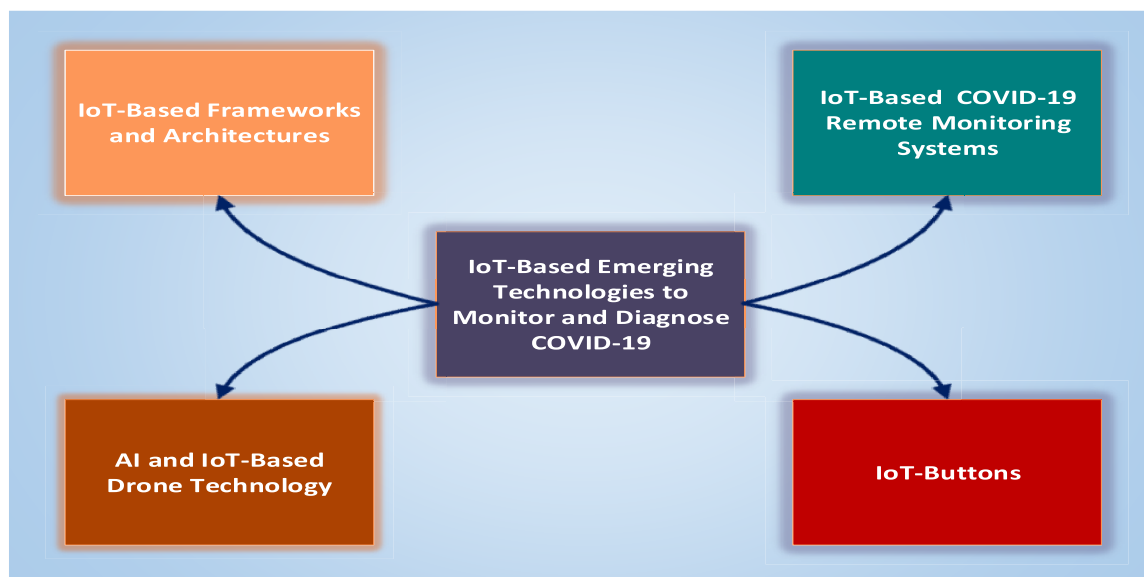 IoT-Based Frameworks
and Architectures
IoT-Based COVID-19
Remote Monitoring
Systems
IoT-Based Emerging
Technologies to
Monitor and Diagnose
COVID-19
AI and IoT-Based
Drone Technology
IoT-Buttons